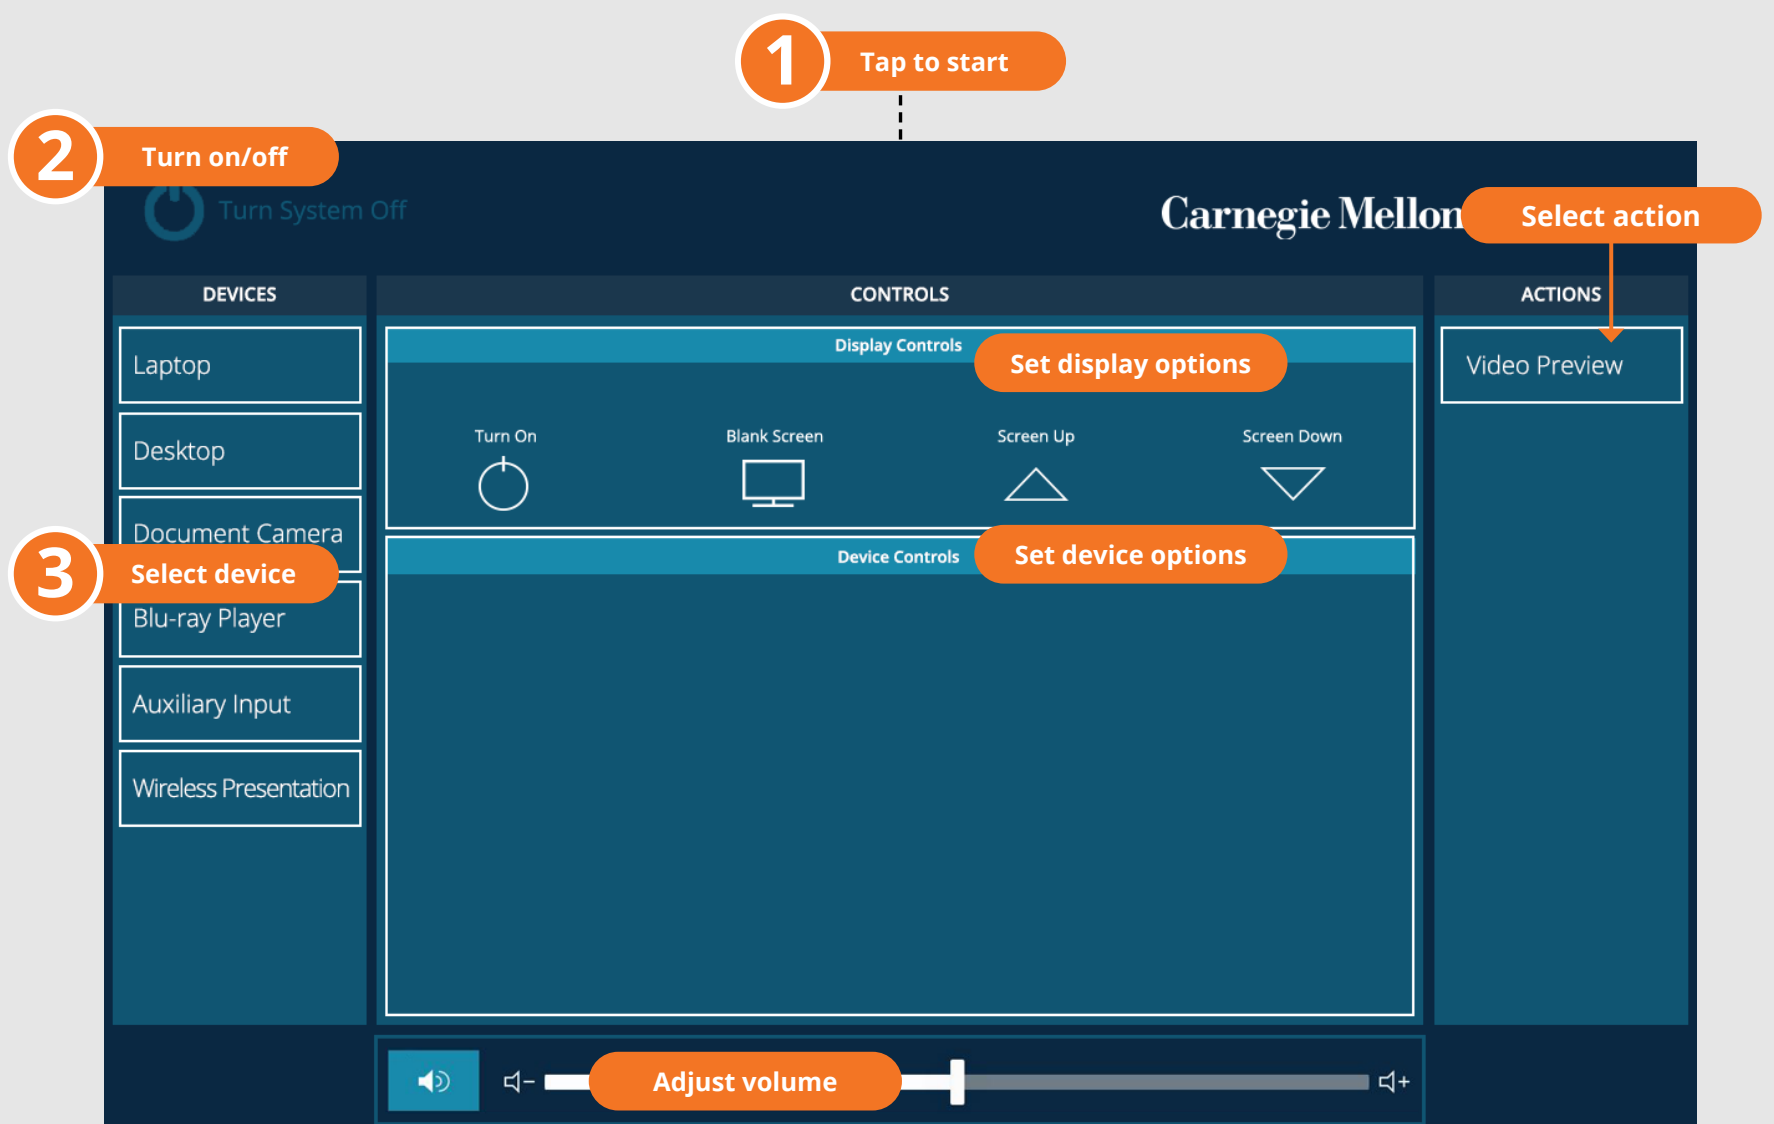 1 Tap to start
2 Turn on/off
Turn System Off
Carnegie Mellon
Select action
DEVICES
CONTROLS
ACTIONS
Laptop
Desktop
Document Camera
3 Select device
Blu-ray Player
Auxiliary Input
Wireless Presentation
Display Controls
Set display options
Turn On
Blank Screen
Screen Up
Screen Down
Device Controls
Set device options
Video Preview
Adjust volume